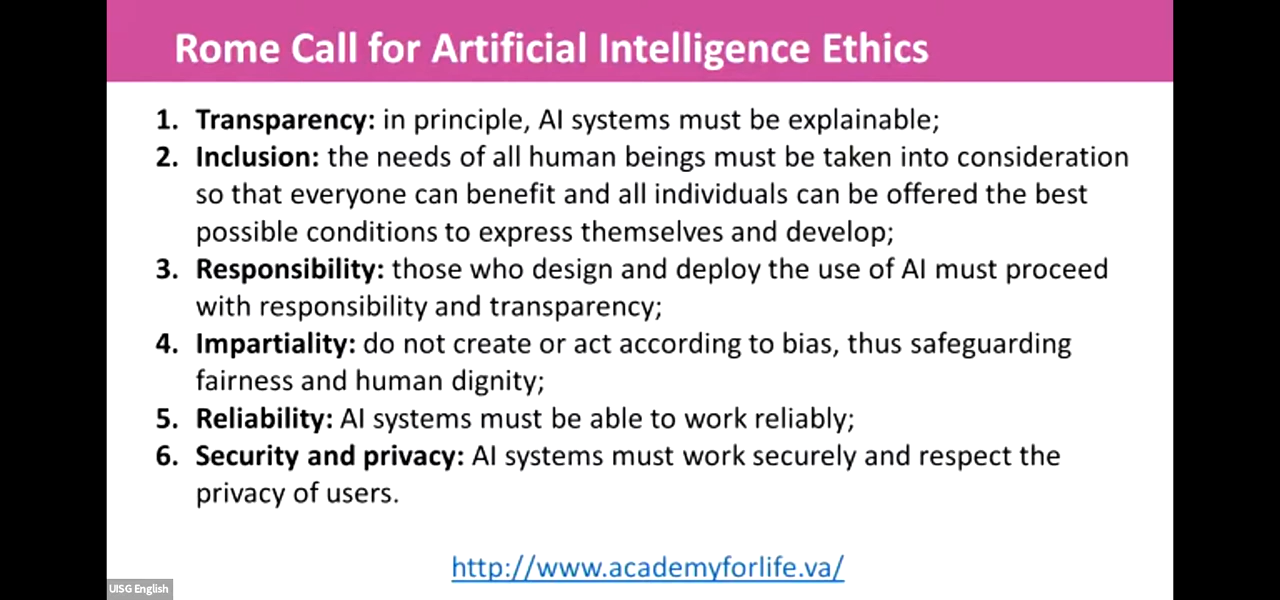 Rome Call for Artificial Intelligence Ethics
1. Transparency: in principle, AI systems must be explainable;
2. Inclusion: the needs of all human beings must be taken into consideration
so that everyone can benefit and all individuals can be offered the best
possible conditions to express themselves and develop;
3. Responsibility: those who design and deploy the use of AI must proceed
with responsibility and transparency;
4. Impartiality: do not create or act according to bias, thus safeguarding
fairness and human dignity;
5. Reliability: AI systems must be able to work reliably;
6. Security and privacy: AI systems must work securely and respect the
privacy of users.
http://www.academyforlife.va/
UISG English